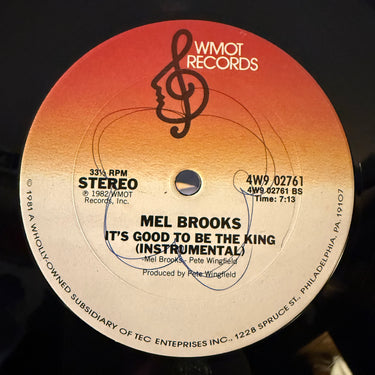 WMOT
RECORDS
33⅓ RPM
STEREO
℗ 1982 WMOT
Records, Inc.
4W9 02761
4W9 02761 BS
Time: 7:13
MEL BROOKS
IT'S GOOD TO BE THE KING
(INSTRUMENTAL)
-Mel Brooks - Pete Wingfield
Produced by Pete Wingfield
© 1981 A WHOLLY-OWNED SUBSIDIARY OF TEC ENTERPRISES INC., 1228 SPRUCE ST., PHILADELPHIA, PA. 19107